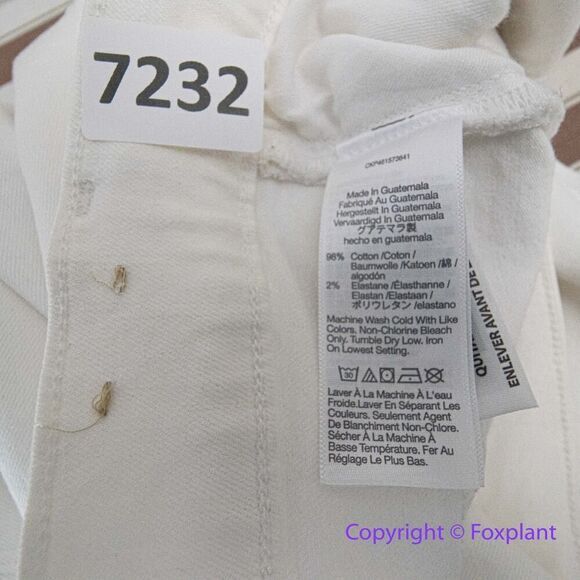 7232
CKP461573641
Made In Guatemala
Fabriqué Au Guatemala
Hergestellt In Guatemala
Vervaardigd In Guatemala
グアテマラ製
hecho en guatemala
98% Cotton /Coton /
Baumwolle /Katoen /綿 /
algodón
2% Elastane /Élasthanne /
Elastan /Elastaan /
ポリウレタン /elastano
Machine Wash Cold With Like
Colors. Non-Chlorine Bleach
Only. Tumble Dry Low. Iron
On Lowest Setting.
30
Laver À La Machine À L'eau
Froide.Laver En Séparant Les
Couleurs. Seulement Agent
De Blanchiment Non-Chlore.
Sécher À La Machine À
Basse Température. Fer Au
Réglage Le Plus Bas.
ENLEVER AVANT DE
Copyright © Foxplant